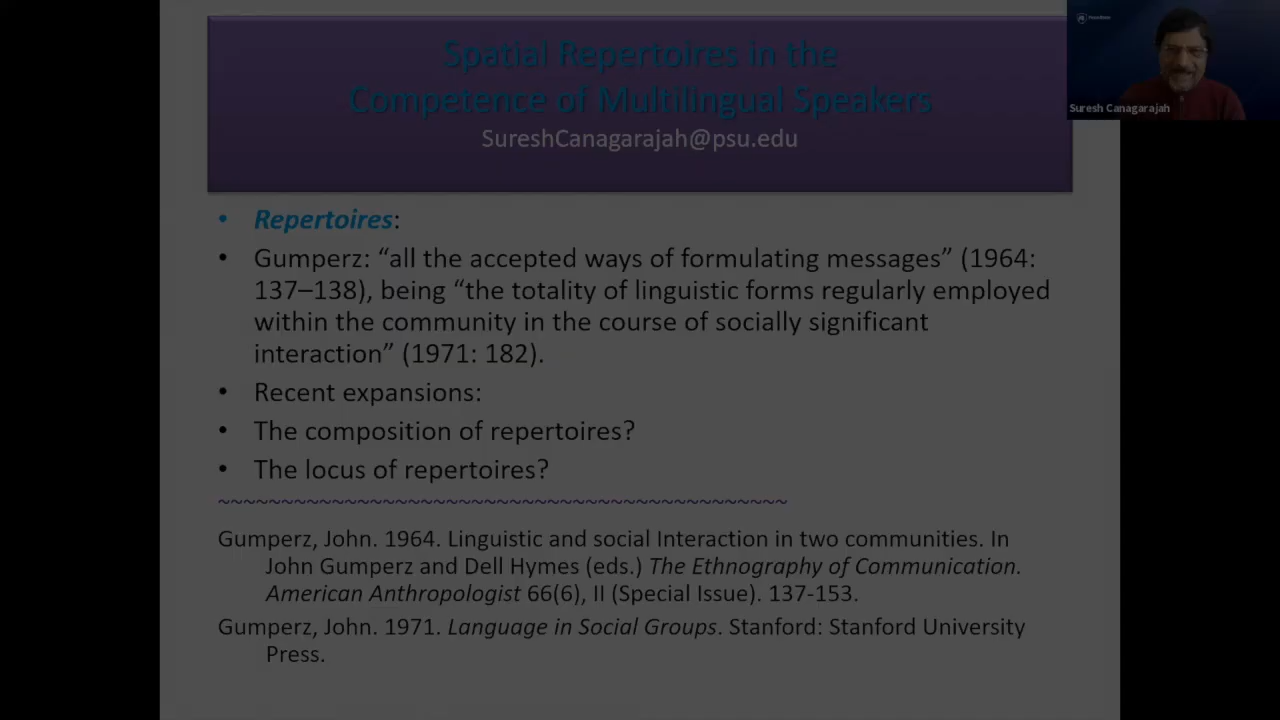 Spatial Repertoires in the
Competence of Multilingual Speakers
SureshCanagarajah@psu.edu
Suresh Canagarajah
• Repertoires:
• Gumperz: “all the accepted ways of formulating messages” (1964:
137–138), being “the totality of linguistic forms regularly employed
within the community in the course of socially significant
interaction” (1971: 182).
• Recent expansions:
• The composition of repertoires?
• The locus of repertoires?
~~~~~~~~~~~~~~~~~~~~~~~~~~~~~~~~~~~~~~~~~~~~
Gumperz, John. 1964. Linguistic and social Interaction in two communities. In
John Gumperz and Dell Hymes (eds.) The Ethnography of Communication.
American Anthropologist 66(6), II (Special Issue). 137-153.
Gumperz, John. 1971. Language in Social Groups. Stanford: Stanford University
Press.